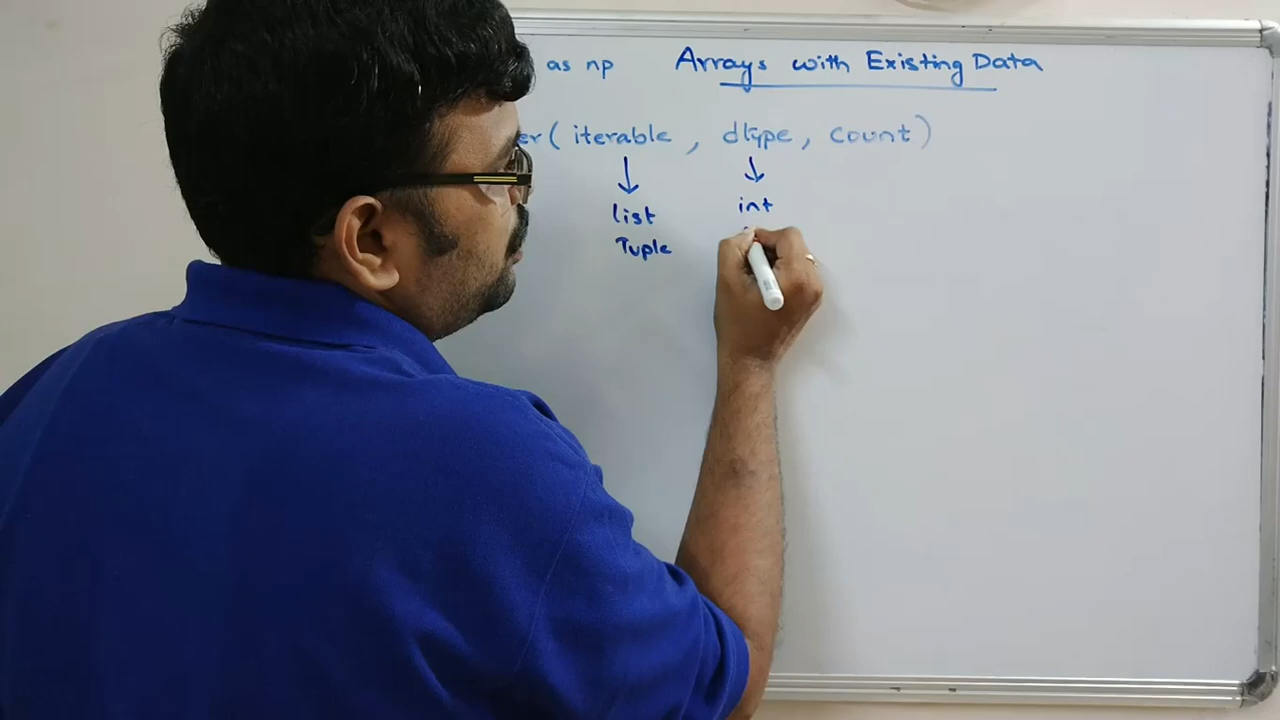 as np Arrays with Existing Data
er( iterable , dtype, count)
list int
Tuple